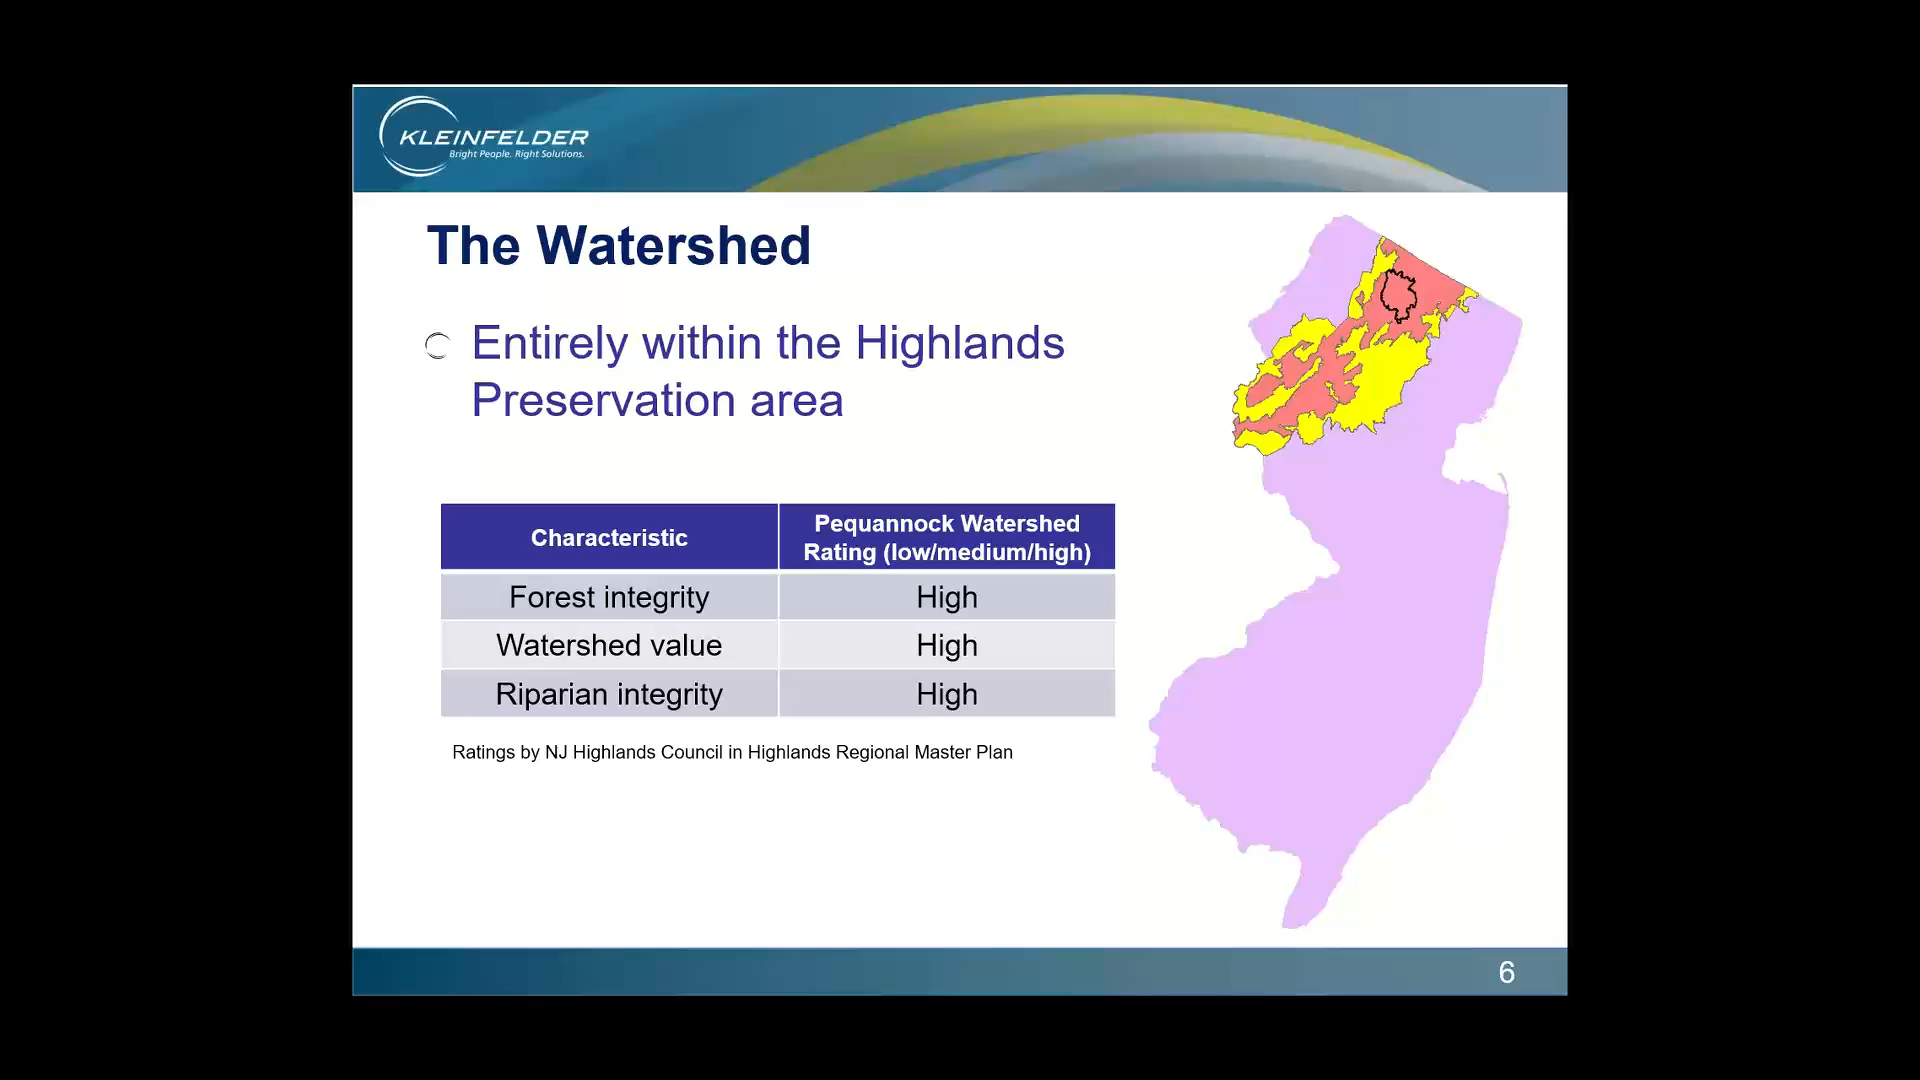 KLEINFELDER
Bright People. Right Solutions.
The Watershed
Entirely within the Highlands
Preservation area
Characteristic
Pequannock Watershed
Rating (low/medium/high)
Forest integrity
High
Watershed value
High
Riparian integrity
High
Ratings by NJ Highlands Council in Highlands Regional Master Plan
6